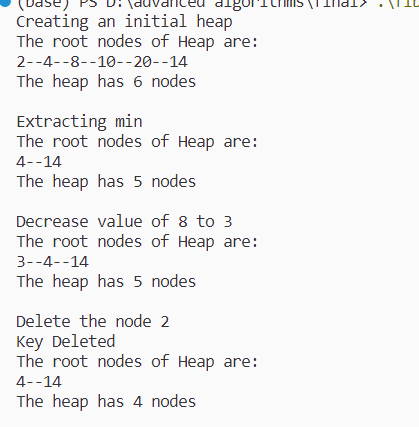 (base) PS D:\advanced algorithms\final> .\fib
Creating an initial heap
The root nodes of Heap are:
2--4--8--10--20--14
The heap has 6 nodes
Extracting min
The root nodes of Heap are:
4--14
The heap has 5 nodes
Decrease value of 8 to 3
The root nodes of Heap are:
3--4--14
The heap has 5 nodes
Delete the node 2
Key Deleted
The root nodes of Heap are:
4--14
The heap has 4 nodes